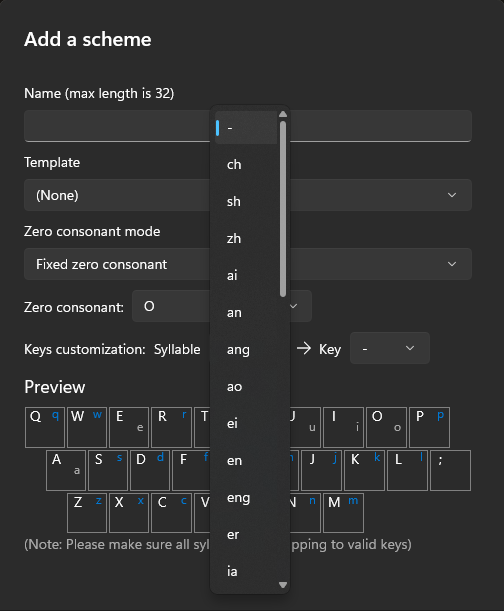 Add a scheme
Name (max length is 32)
-
Template
ch
(None)
sh
Zero consonant mode
zh
Fixed zero consonant
ai
Zero consonant: O
an
Keys customization: Syllable
ang
→ Key -
Preview
ao
Q q W w E e R r T U u I i O o P p
ei
A a S s D d F f J j K k L l ;
en
Z z X x C c V N n M m
eng
(Note: Please make sure all syl
er
pping to valid keys)
ia